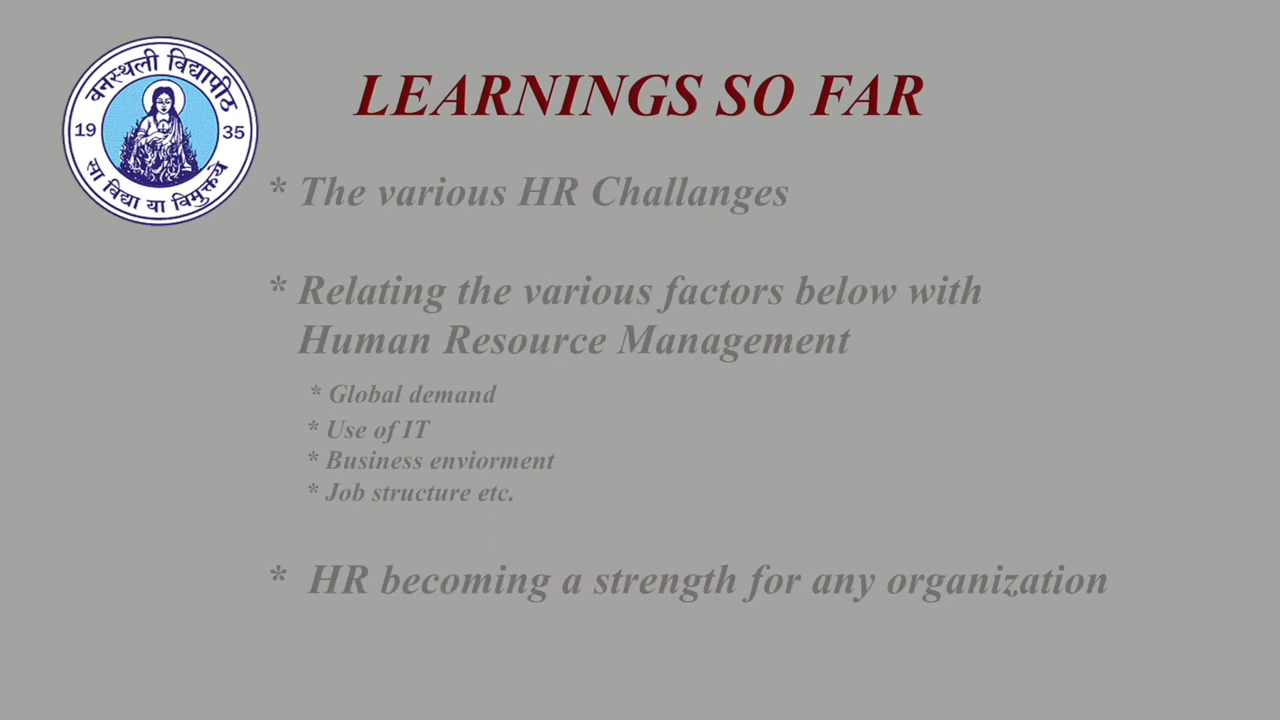 वनस्थली विद्यापीठ
19 35
सा विद्या या विमुक्तये
LEARNINGS SO FAR
* The various HR Challanges
* Relating the various factors below with
Human Resource Management
* Global demand
* Use of IT
* Business enviorment
* Job structure etc.
* HR becoming a strength for any organization